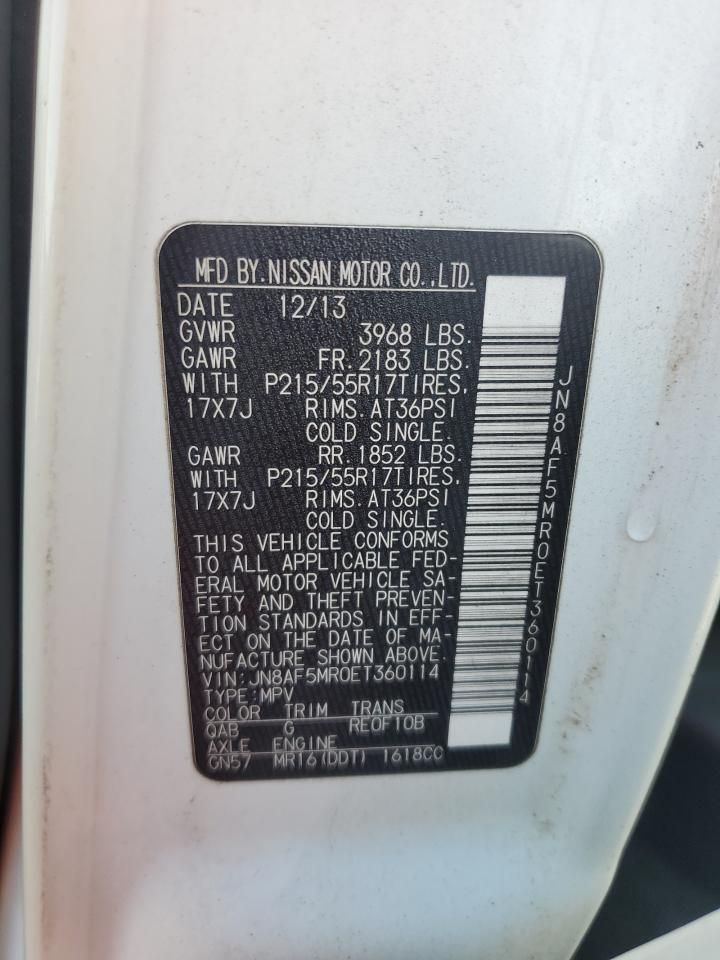 MFD BY.NISSAN MOTOR CO.,LTD.
DATE 12/13
GVWR 3968 LBS.
GAWR FR.2183 LBS.
WITH P215/55R17TIRES,
17X7J RIMS.AT36PSI
COLD SINGLE.
GAWR RR.1852 LBS.
WITH P215/55R17TIRES,
17X7J RIMS.AT36PSI
COLD SINGLE.
THIS VEHICLE CONFORMS
TO ALL APPLICABLE FED-
ERAL MOTOR VEHICLE SA-
FETY AND THEFT PREVEN-
TION STANDARDS IN EFF-
ECT ON THE DATE OF MA-
NUFACTURE SHOWN ABOVE.
VIN:JN8AF5MR0ET360114
TYPE:MPV
COLOR TRIM TRANS
QAB G RE0F10B
AXLE ENGINE
GN57 MR16(DDT) 1618CC
JN8AF5MR0ET360114